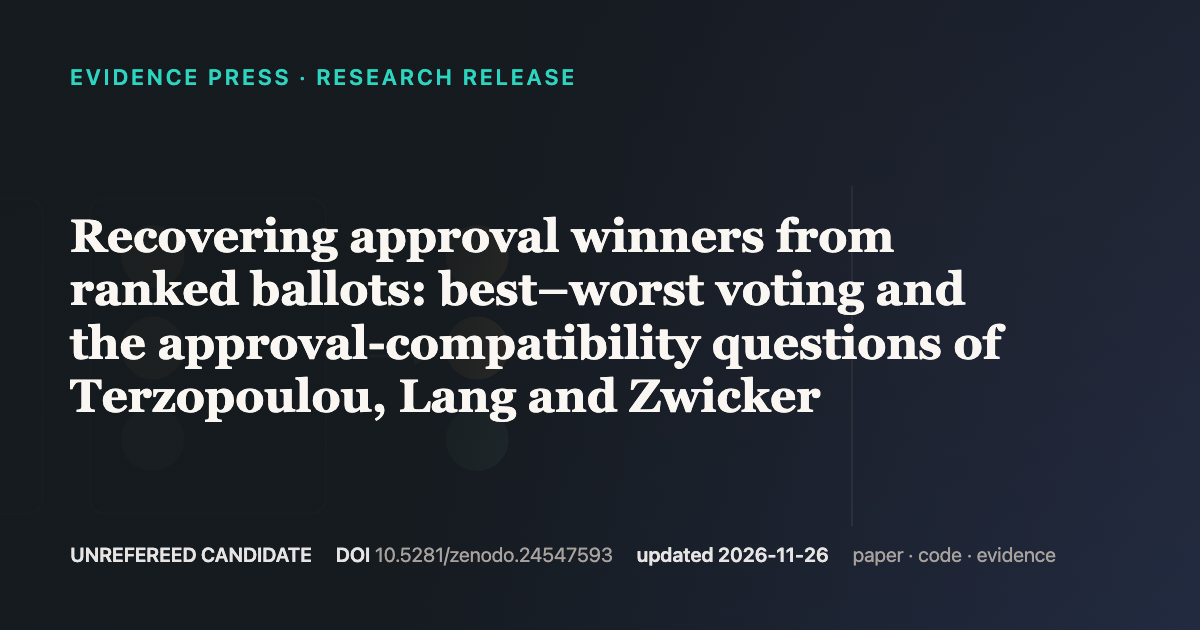 EVIDENCE PRESS · RESEARCH RELEASE
Recovering approval winners from
ranked ballots: best–worst voting and
the approval-compatibility questions of
Terzopoulou, Lang and Zwicker
UNREFEREED CANDIDATE DOI 10.5281/zenodo.24547593 updated 2026-11-26 paper · code · evidence